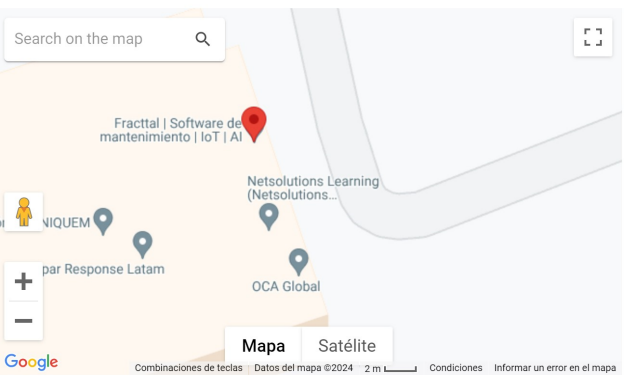 Search on the map
Fracttal | Software de
mantenimiento | IoT | AI
Netsolutions Learning
(Netsolutions...
NIQUEM
par Response Latam
OCA Global
Mapa
Satélite
Google
Combinaciones de teclas
Datos del mapa ©2024
2 m
Condiciones
Informar un error en el mapa